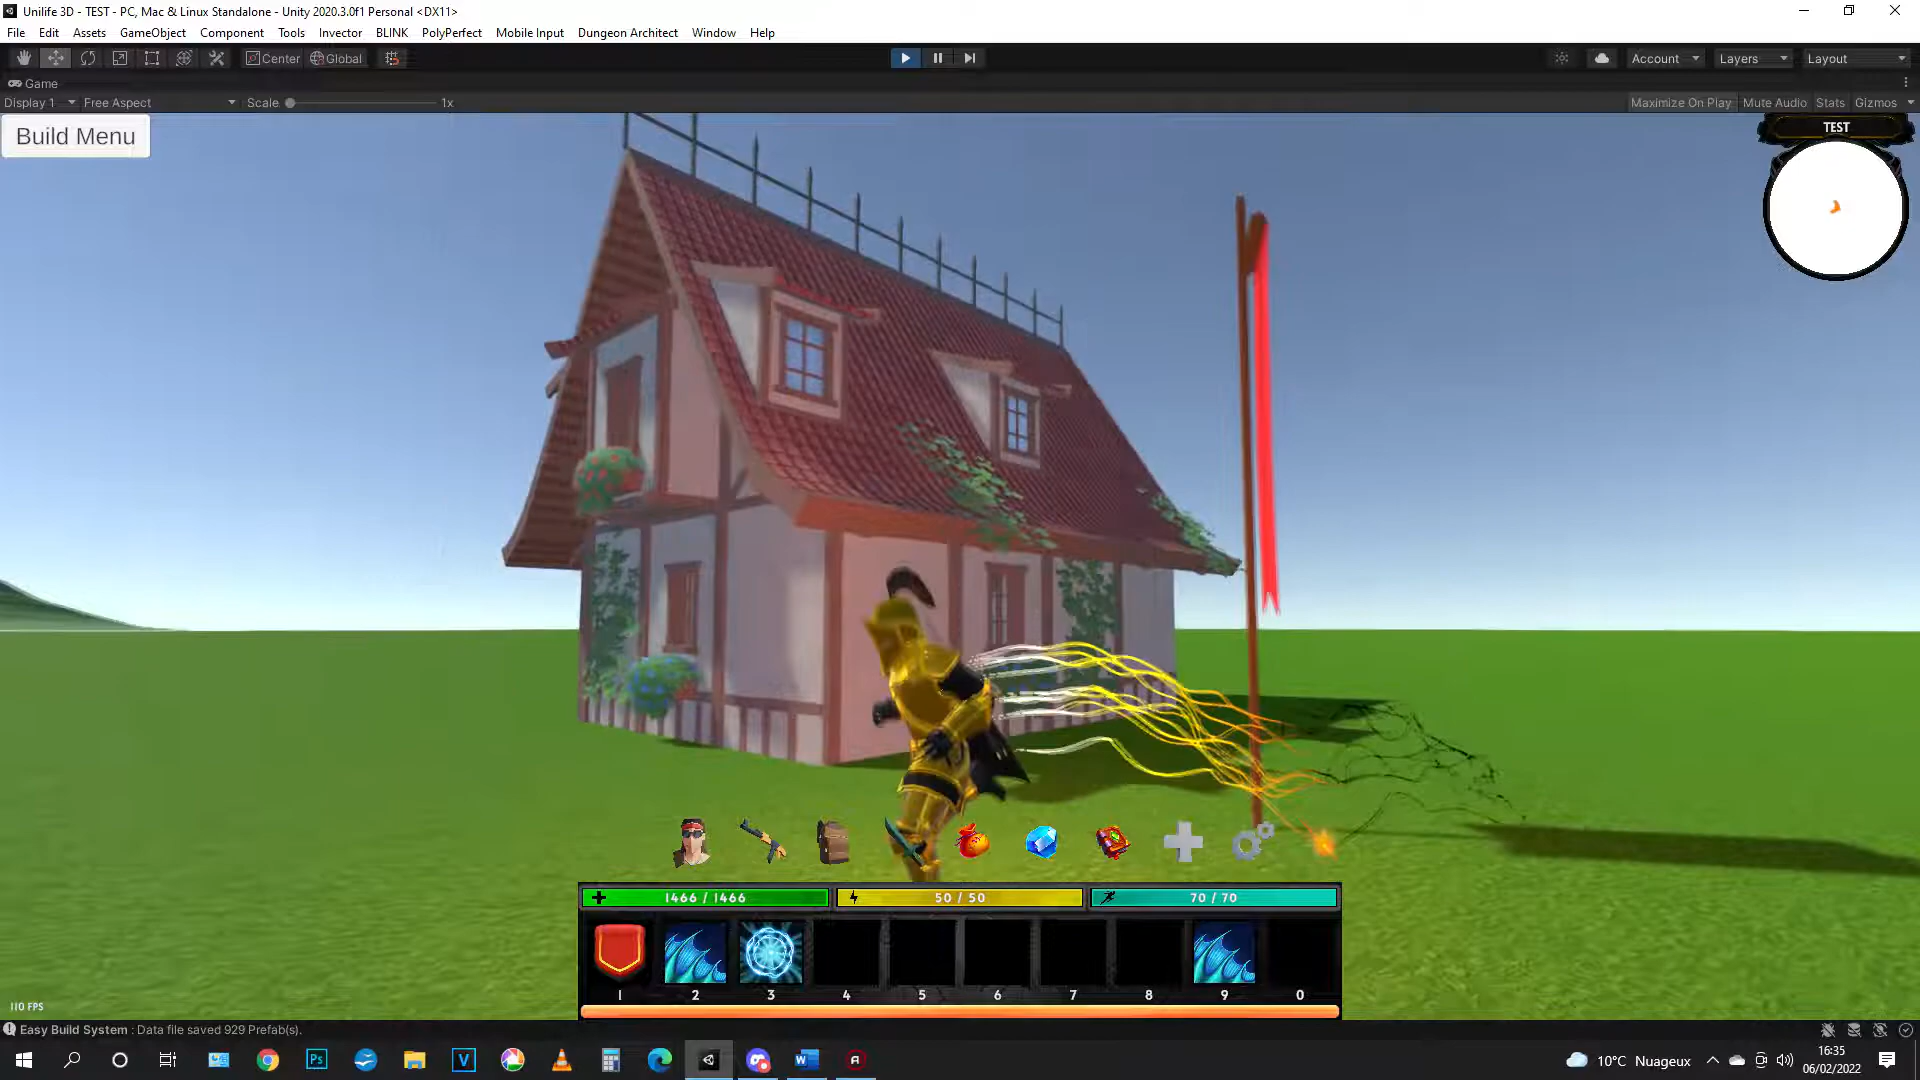 Unilife 3D - TEST - PC, Mac & Linux Standalone - Unity 2020.3.0f1 Personal <DX11>
File Edit Assets GameObject Component Tools Invector BLINK PolyPerfect Mobile Input Dungeon Architect Window Help
Center Global Account Layers Layout
Game
Display 1 Free Aspect Scale 1x Maximize On Play Mute Audio Stats Gizmos
Build Menu
TEST
1466 / 1466 50 / 50 70 / 70
1 2 3 4 5 6 7 8 9 0
110 FPS
Easy Build System : Data file saved 929 Prefab(s).
Ps V W A
10°C Nuageux
16:35
06/02/2022